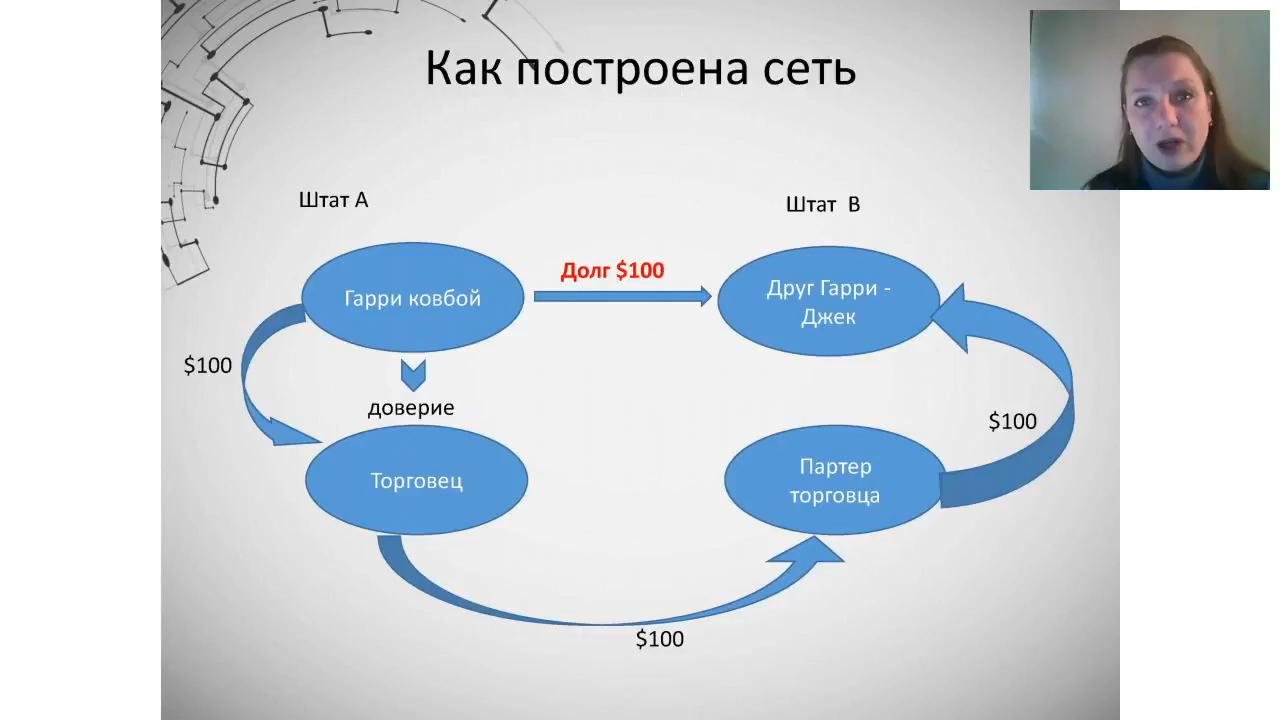 Как построена сеть
Штат А
Штат В
Долг $100
Гарри ковбой
Друг Гарри -
Джек
$100
доверие
$100
Торговец
Партер
торговца
$100